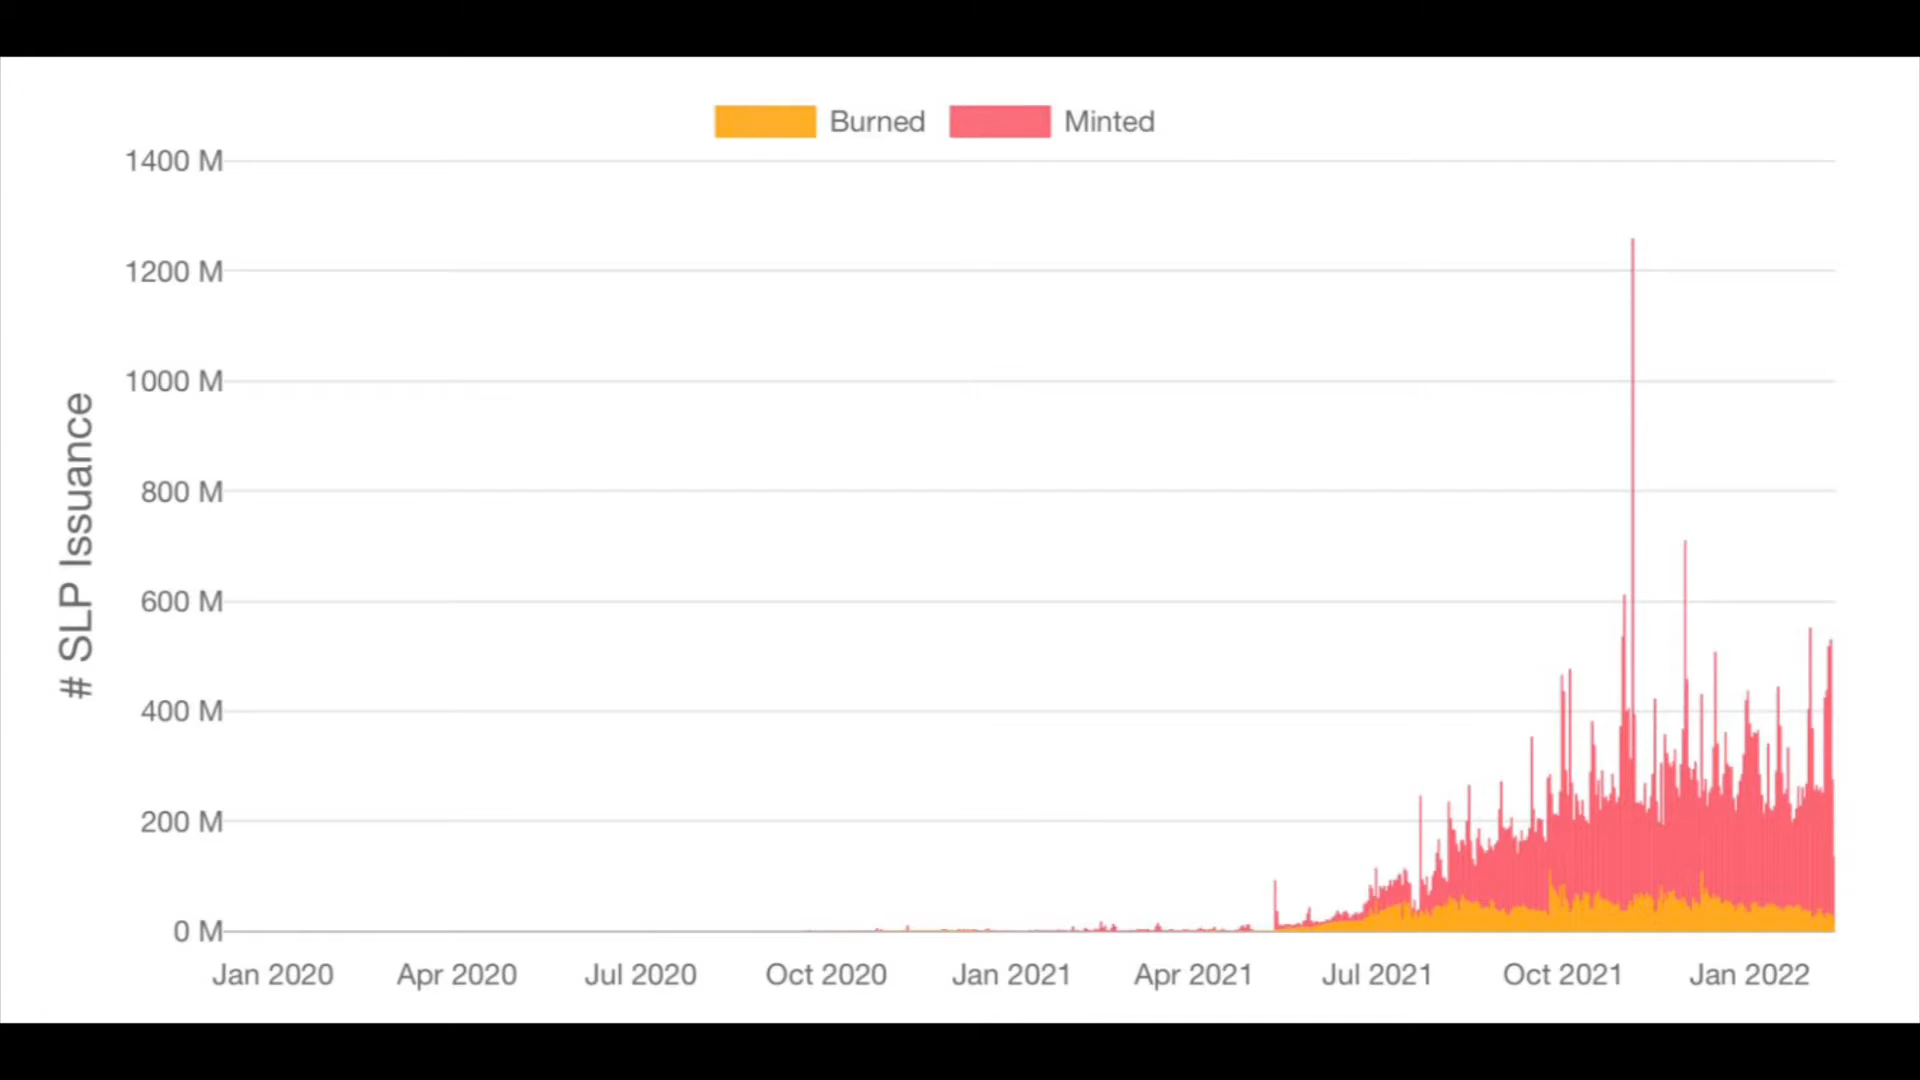 Burned Minted
1400 M
1200 M
1000 M
800 M
600 M
400 M
200 M
0 M
# SLP Issuance
Jan 2020 Apr 2020 Jul 2020 Oct 2020 Jan 2021 Apr 2021 Jul 2021 Oct 2021 Jan 2022